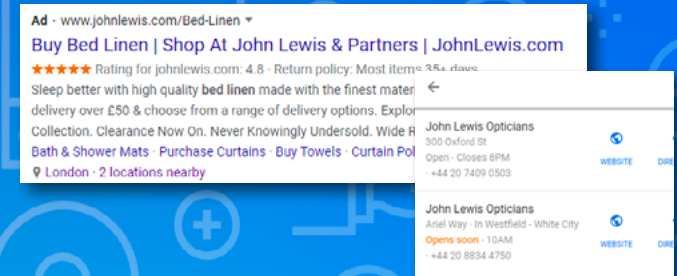 Ad · www.johnlewis.com/Bed-Linen
Buy Bed Linen | Shop At John Lewis & Partners | JohnLewis.com
Rating for johnlewis.com: 4.8 · Return policy: Most items 35+ days
Sleep better with high quality bed linen made with the finest
delivery over £50 & choose from a range of delivery options.
Collection. Clearance Now On. Never Knowingly Undersold. Wide
Bath & Shower Mats · Purchase Curtains · Buy Towels · Curtain
London · 2 locations nearby
John Lewis Opticians
300 Oxford St
Open · Closes 8PM
· +44 20 7409 0503
WEBSITE
John Lewis Opticians
Ariel Way · In Westfield - White City
Opens soon · 10AM
· +44 20 8834 4750
WEBSITE